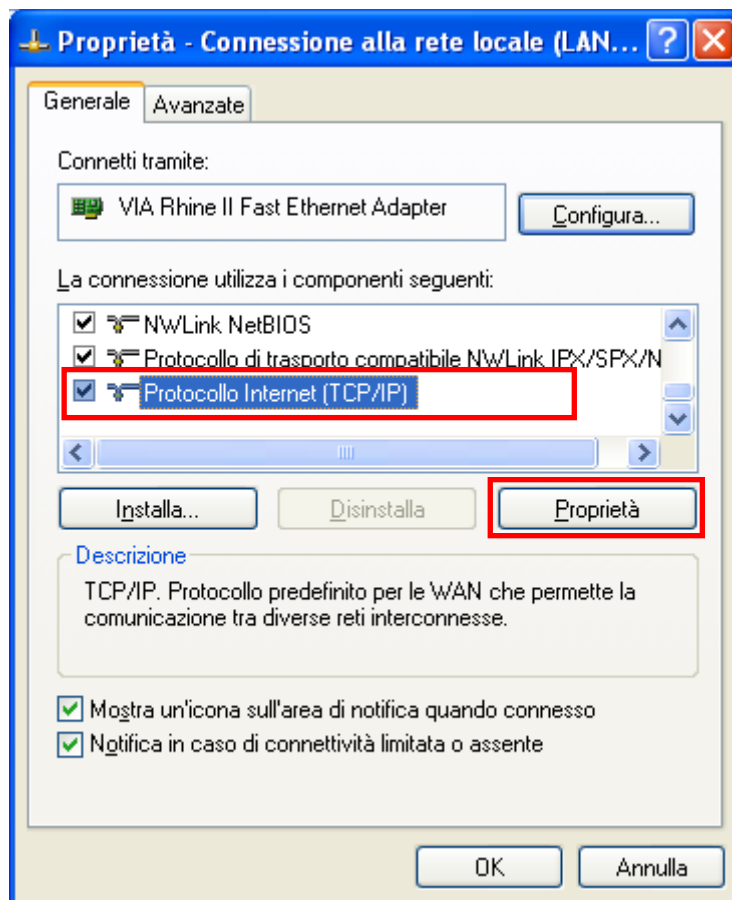 Proprietà - Connessione alla rete locale (LAN...
Generale
Avanzate
Connetti tramite:
VIA Rhine II Fast Ethernet Adapter
Configura...
La connessione utilizza i componenti seguenti:
NWLink NetBIOS
Protocollo di trasporto compatibile NWLink IPX/SPX/N
Protocollo Internet (TCP/IP)
Installa...
Disinstalla
Proprietà
Descrizione
TCP/IP. Protocollo predefinito per le WAN che permette la
comunicazione tra diverse reti interconnesse.
Mostra un'icona sull'area di notifica quando connesso
Notifica in caso di connettività limitata o assente
OK
Annulla